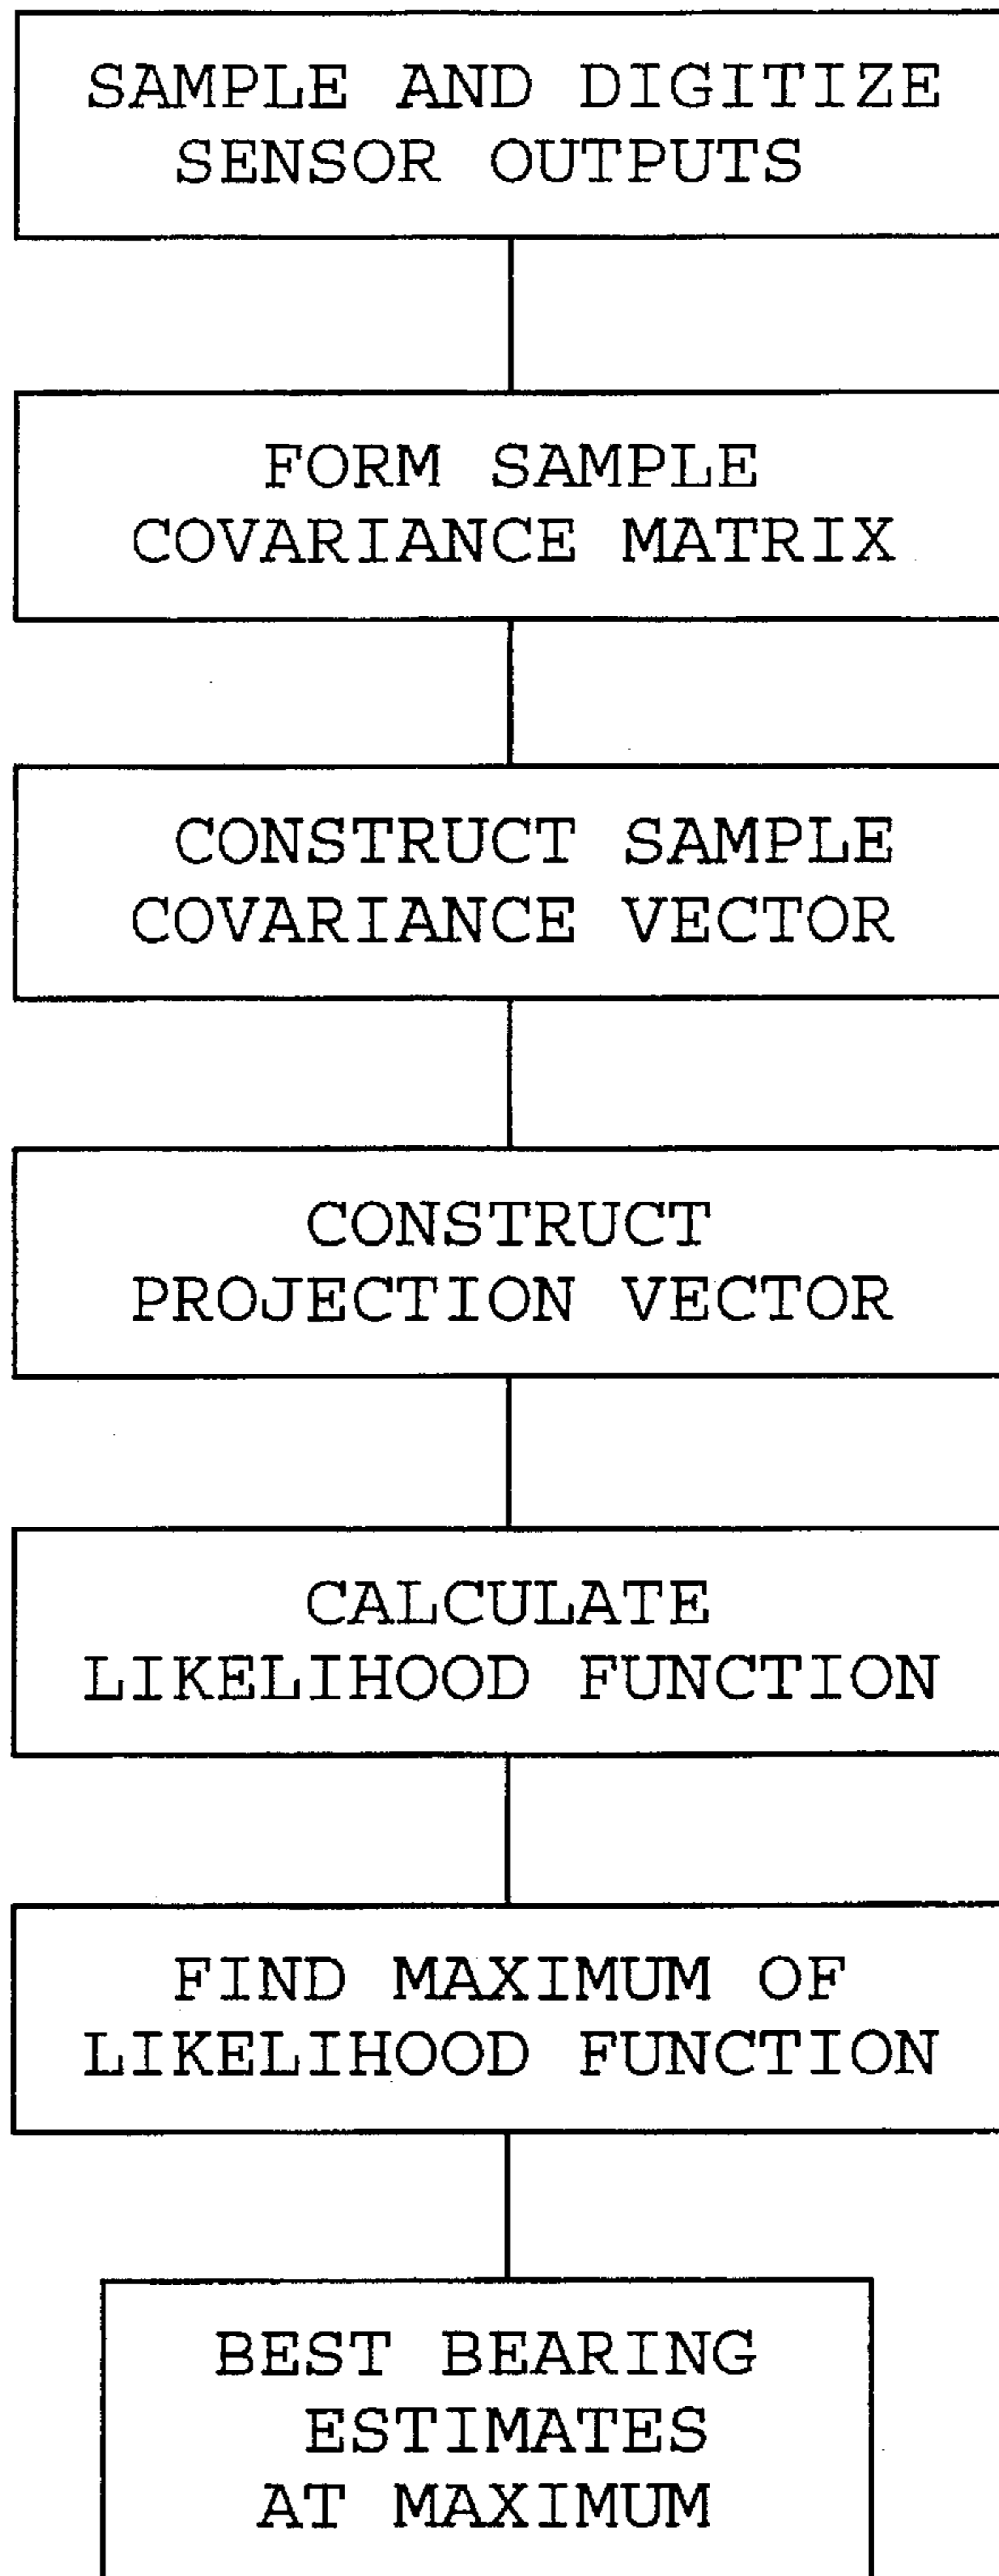 SAMPLE AND DIGITIZE
SENSOR OUTPUTS
FORM SAMPLE
COVARIANCE MATRIX
CONSTRUCT SAMPLE
COVARIANCE VECTOR
CONSTRUCT
PROJECTION VECTOR
CALCULATE
LIKELIHOOD FUNCTION
FIND MAXIMUM OF
LIKELIHOOD FUNCTION
BEST BEARING
ESTIMATES
AT MAXIMUM